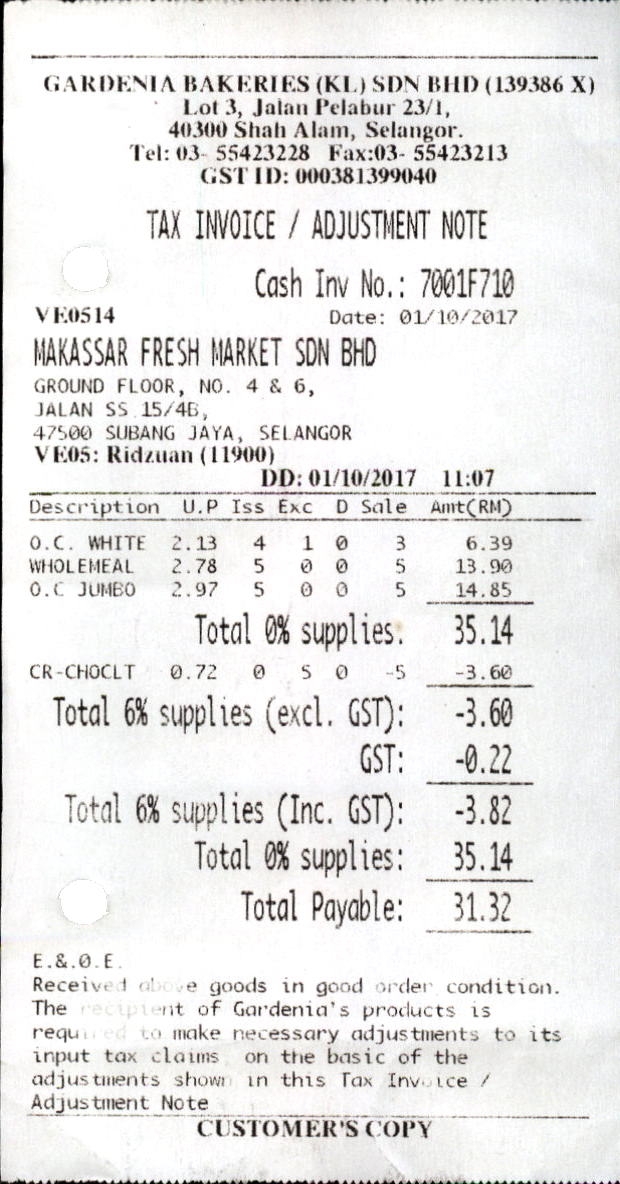 GARDENIA BAKERIES (KL) SDN BHD (139386 X)
Lot 3, Jalan Pelabur 23/1,
40300 Shah Alam, Selangor.
Tel: 03- 55423228 Fax:03- 55423213
GST ID: 000381399040
TAX INVOICE / ADJUSTMENT NOTE
Cash Inv No.: 7001F710
VE0514 Date: 01/10/2017
MAKASSAR FRESH MARKET SDN BHD
GROUND FLOOR, NO. 4 & 6,
JALAN SS 15/4B,
47500 SUBANG JAYA, SELANGOR
VE05: Ridzuan (11900)
DD: 01/10/2017 11:07
Description U.P Iss Exc D Sale Amt(RM)
O.C. WHITE 2.13 4 1 0 3 6.39
WHOLEMEAL 2.78 5 0 0 5 13.90
O.C JUMBO 2.97 5 0 0 5 14.85
Total 0% supplies: 35.14
CR-CHOCLT 0.72 0 5 0 -5 -3.60
Total 6% supplies (excl. GST): -3.60
GST: -0.22
Total 6% supplies (Inc. GST): -3.82
Total 0% supplies: 35.14
Total Payable: 31.32
E.&.O.E.
Received above goods in good order condition.
The recipient of Gardenia's products is
required to make necessary adjustments to its
input tax claims on the basic of the
adjustments shown in this Tax Invoice /
Adjustment Note
CUSTOMER'S COPY